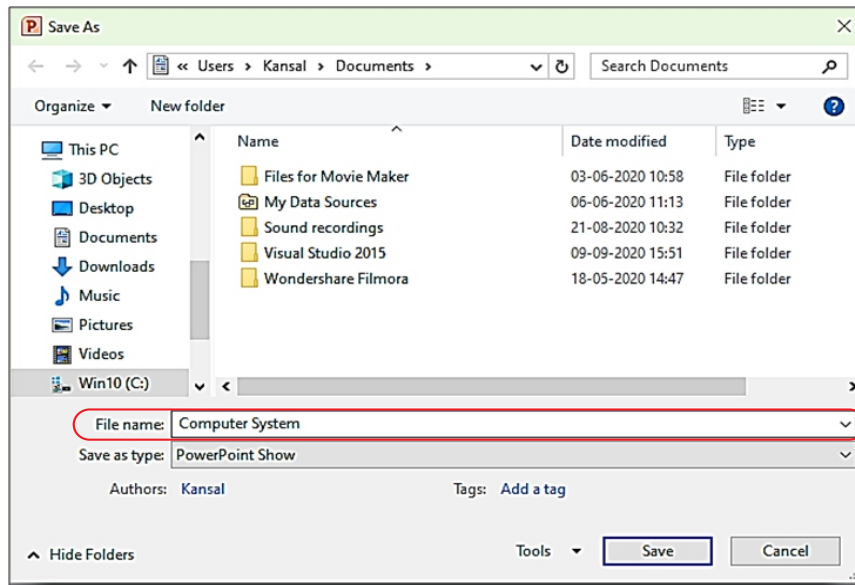 Save As
« Users › Kansal › Documents ›
Search Documents
Organize
New folder
Name Date modified Type
This PC
3D Objects
Desktop
Documents
Downloads
Music
Pictures
Videos
Win10 (C:)
Files for Movie Maker 03-06-2020 10:58 File folder
My Data Sources 06-06-2020 11:13 File folder
Sound recordings 21-08-2020 10:32 File folder
Visual Studio 2015 09-09-2020 15:51 File folder
Wondershare Filmora 18-05-2020 14:47 File folder
File name: Computer System
Save as type: PowerPoint Show
Authors: Kansal Tags: Add a tag
Hide Folders Tools Save Cancel